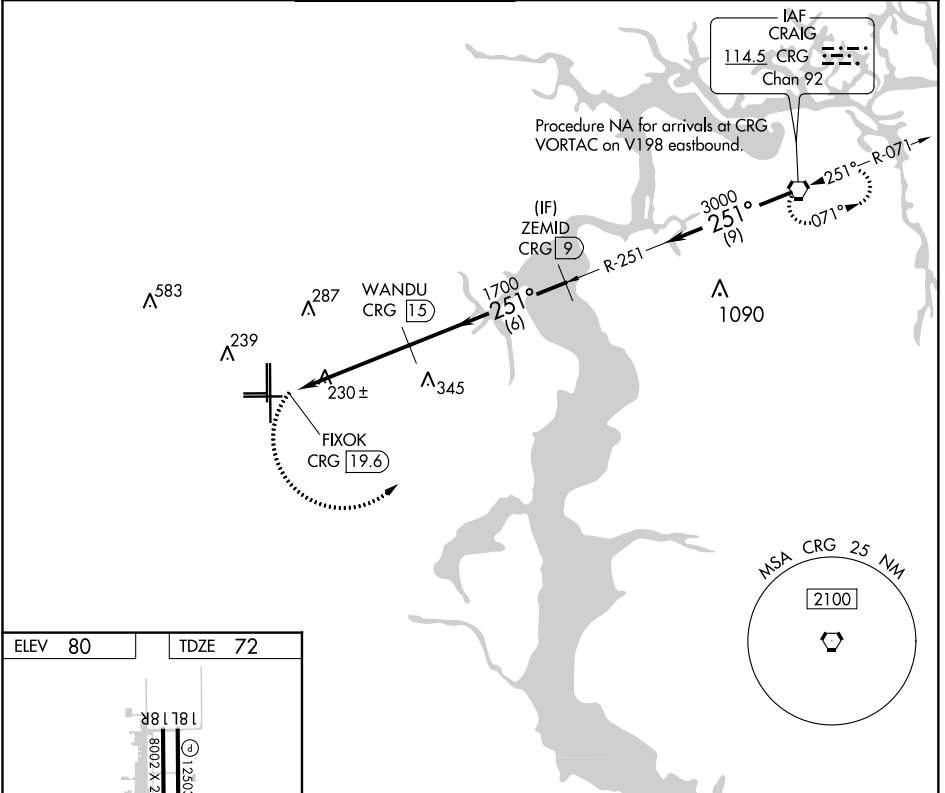 IAF
CRAIG
114.5 CRG
Chan 92
Procedure NA for arrivals at CRG
VORTAC on V198 eastbound.
251° R-071
071°
3000
251°
(9)
(IF)
ZEMID
CRG 9
R-251
1090
1700
251°
(6)
WANDU
CRG 15
583
287
239
230 ±
345
FIXOK
CRG 19.6
MSA CRG 25 NM
2100
ELEV 80
TDZE 72
18R
18L
8002 X 2
P 12503